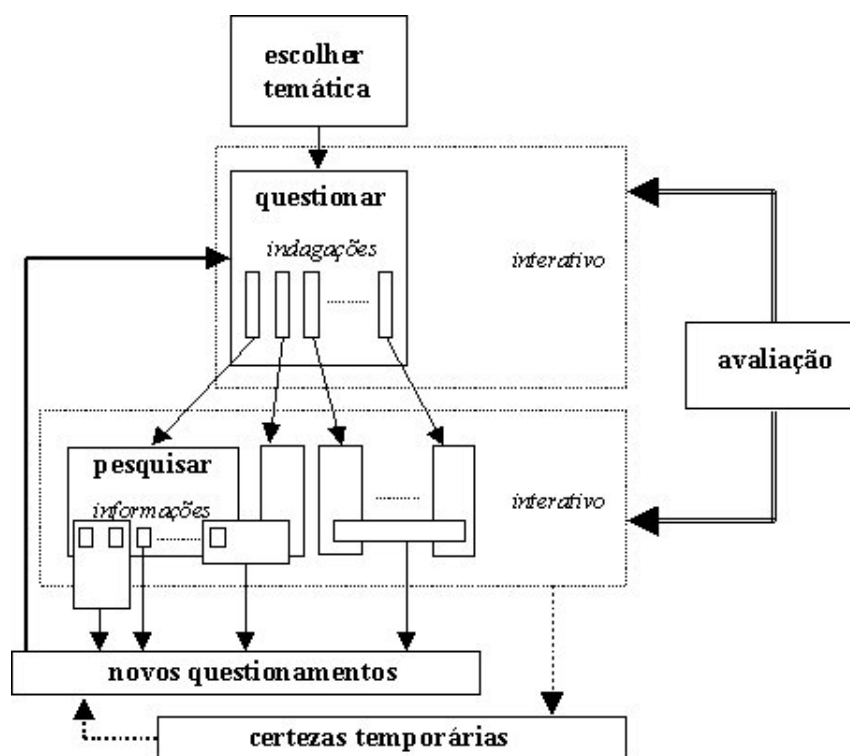 escolher
temática
questionar
indagações
interativo
avaliação
pesquisar
informações
interativo
novos questionamentos
certezas temporárias